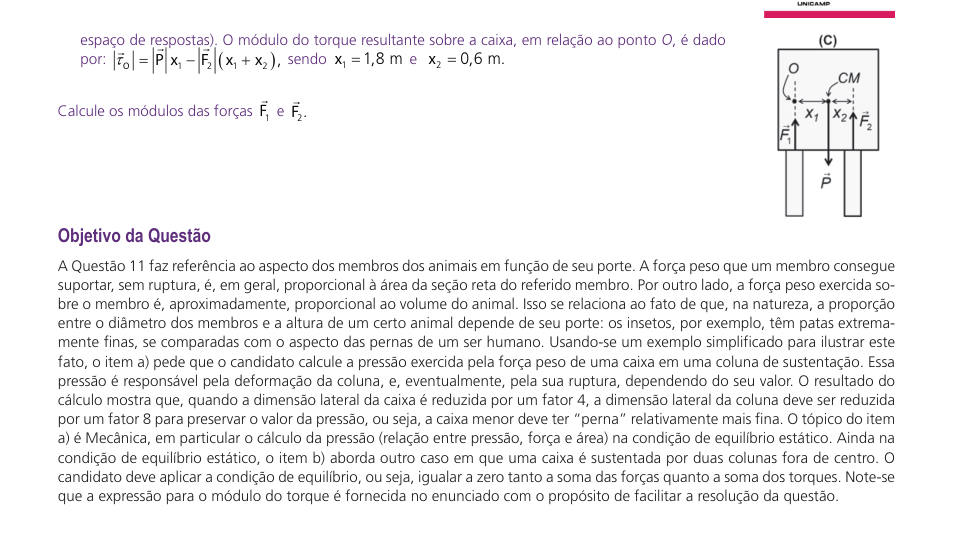 UNICAMP
espaço de respostas). O módulo do torque resultante sobre a caixa, em relação ao ponto O, é dado
por: |τ⃗_O| = |P⃗| x₁ − |F⃗₂| (x₁ + x₂), sendo x₁ = 1,8 m e x₂ = 0,6 m.
Calcule os módulos das forças F⃗₁ e F⃗₂.
(C)
O
CM
x₁ x₂
F⃗₁
F⃗₂
P⃗
Objetivo da Questão
A Questão 11 faz referência ao aspecto dos membros dos animais em função de seu porte. A força peso que um membro consegue
suportar, sem ruptura, é, em geral, proporcional à área da seção reta do referido membro. Por outro lado, a força peso exercida so-
bre o membro é, aproximadamente, proporcional ao volume do animal. Isso se relaciona ao fato de que, na natureza, a proporção
entre o diâmetro dos membros e a altura de um certo animal depende de seu porte: os insetos, por exemplo, têm patas extrema-
mente finas, se comparadas com o aspecto das pernas de um ser humano. Usando-se um exemplo simplificado para ilustrar este
fato, o item a) pede que o candidato calcule a pressão exercida pela força peso de uma caixa em uma coluna de sustentação. Essa
pressão é responsável pela deformação da coluna, e, eventualmente, pela sua ruptura, dependendo do seu valor. O resultado do
cálculo mostra que, quando a dimensão lateral da caixa é reduzida por um fator 4, a dimensão lateral da coluna deve ser reduzida
por um fator 8 para preservar o valor da pressão, ou seja, a caixa menor deve ter “perna” relativamente mais fina. O tópico do item
a) é Mecânica, em particular o cálculo da pressão (relação entre pressão, força e área) na condição de equilíbrio estático. Ainda na
condição de equilíbrio estático, o item b) aborda outro caso em que uma caixa é sustentada por duas colunas fora de centro. O
candidato deve aplicar a condição de equilíbrio, ou seja, igualar a zero tanto a soma das forças quanto a soma dos torques. Note-se
que a expressão para o módulo do torque é fornecida no enunciado com o propósito de facilitar a resolução da questão.